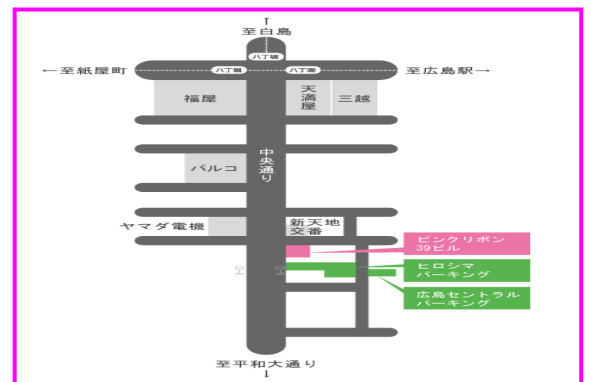 ↑
至白島
八丁堀
←至紙屋町
八丁堀
八丁堀
至広島駅→
福屋
天満屋
三越
中央通り
パルコ
ヤマダ電機
新天地
交番
ピンクリボン
39ビル
ヒロシマ
パーキング
広島セントラル
パーキング
至平和大通り
↓